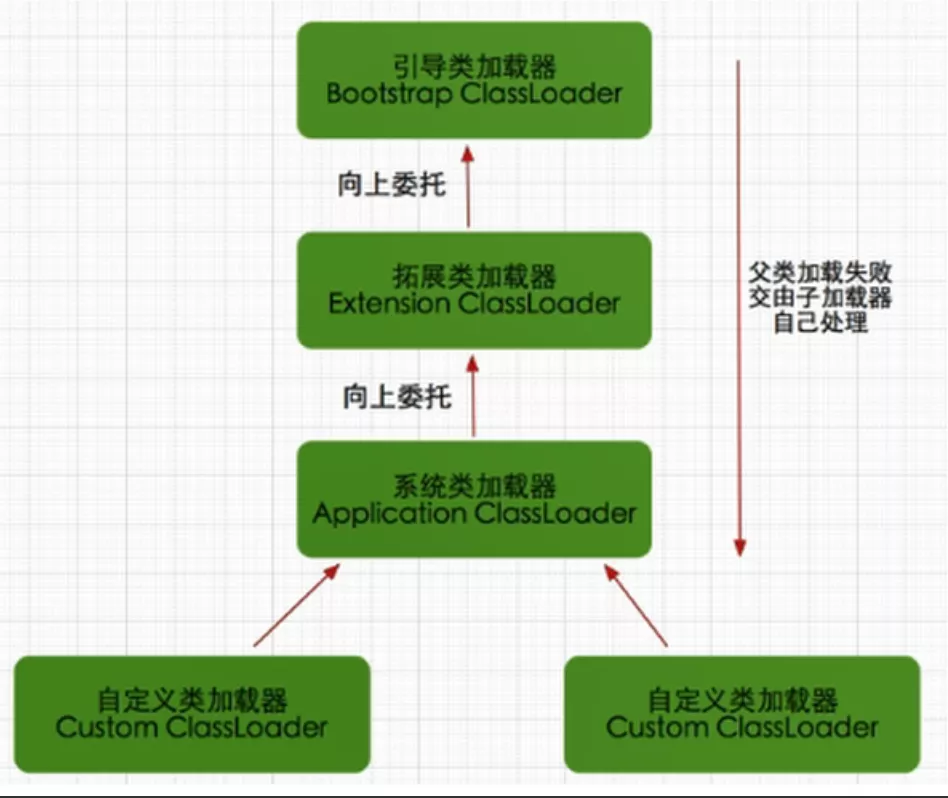 引导类加载器
Bootstrap ClassLoader
向上委托
拓展类加载器
Extension ClassLoader
父类加载失败
交由子加载器
自己处理
向上委托
系统类加载器
Application ClassLoader
自定义类加载器
Custom ClassLoader
自定义类加载器
Custom ClassLoader